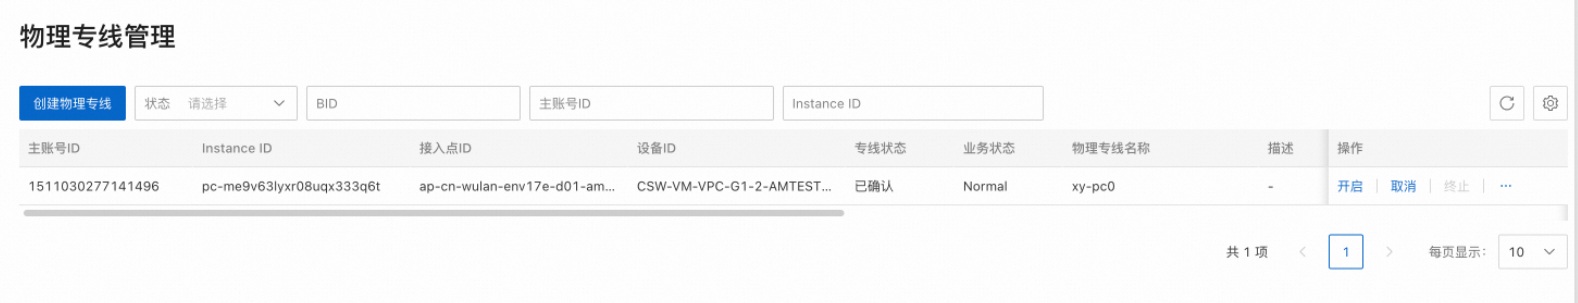 物理专线管理
创建物理专线 状态 请选择 BID 主账号ID Instance ID
主账号ID Instance ID 接入点ID 设备ID 专线状态 业务状态 物理专线名称 描述 操作
1511030277141496 pc-me9v63lyxr08uqx333q6t ap-cn-wulan-env17e-d01-am... CSW-VM-VPC-G1-2-AMTEST... 已确认 Normal xy-pc0 - 开启 取消 终止 ...
共 1 项 1 每页显示: 10